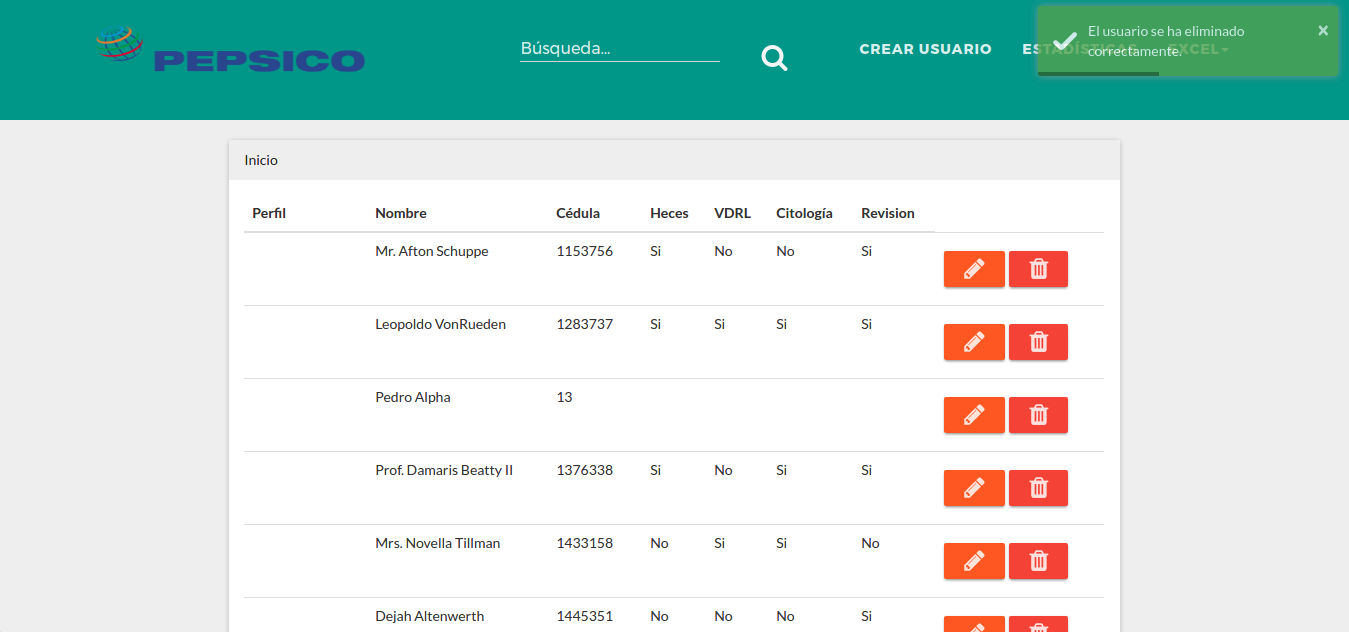 PEPSICO
Búsqueda...
CREAR USUARIO
ESTADÍSTICAS
EXCEL
El usuario se ha eliminado
correctamente.
×
Inicio
Perfil Nombre Cédula Heces VDRL Citología Revision
Mr. Afton Schuppe 1153756 Si No No Si
Leopoldo VonRueden 1283737 Si Si Si Si
Pedro Alpha 13
Prof. Damaris Beatty II 1376338 Si No Si Si
Mrs. Novella Tillman 1433158 No Si Si No
Dejah Altenwerth 1445351 No No No Si